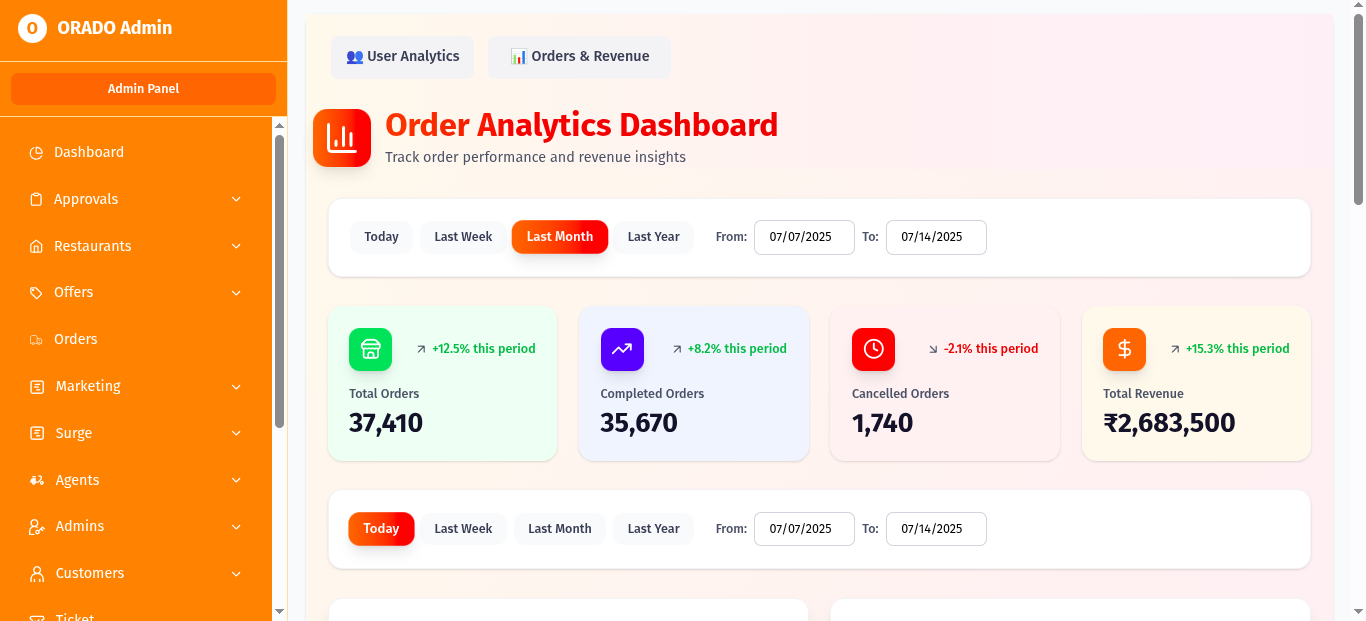 O ORADO Admin
Admin Panel
Dashboard
Approvals
Restaurants
Offers
Orders
Marketing
Surge
Agents
Admins
Customers
Ticket
👥 User Analytics
📊 Orders & Revenue
Order Analytics Dashboard
Track order performance and revenue insights
Today Last Week Last Month Last Year From: 07/07/2025 To: 07/14/2025
+12.5% this period
Total Orders
37,410
+8.2% this period
Completed Orders
35,670
-2.1% this period
Cancelled Orders
1,740
+15.3% this period
Total Revenue
₹2,683,500
Today Last Week Last Month Last Year From: 07/07/2025 To: 07/14/2025